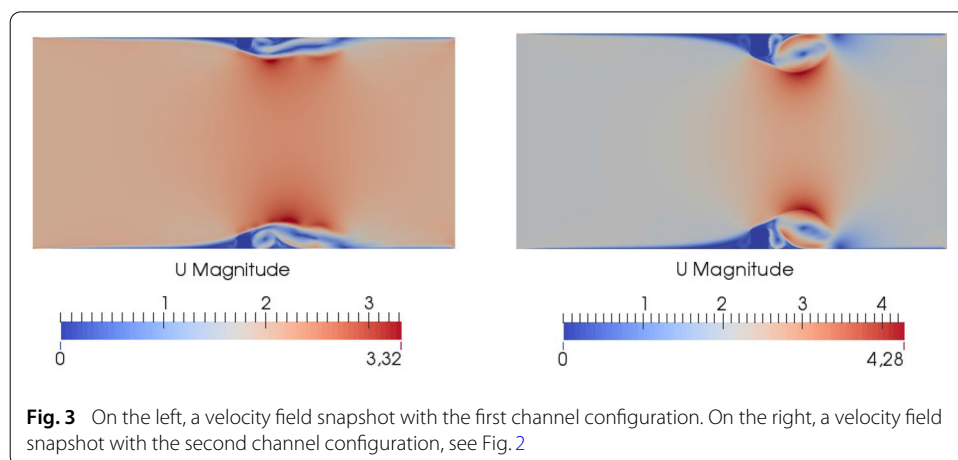 U Magnitude
1 2 3
0 3,32
U Magnitude
1 2 3 4
0 4,28
Fig. 3 On the left, a velocity field snapshot with the first channel configuration. On the right, a velocity field
snapshot with the second channel configuration, see Fig. 2